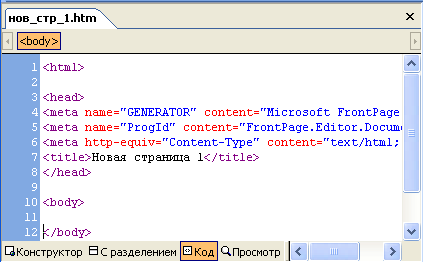 нов_стр_1.htm
<body>
1 <html>
2
3 <head>
4 <meta name="GENERATOR" content="Microsoft FrontPage
5 <meta name="ProgId" content="FrontPage.Editor.Docume
6 <meta http-equiv="Content-Type" content="text/html;
7 <title>Новая страница 1</title>
8 </head>
9
10 <body>
11
12 </body>
Конструктор С разделением Код Просмотр